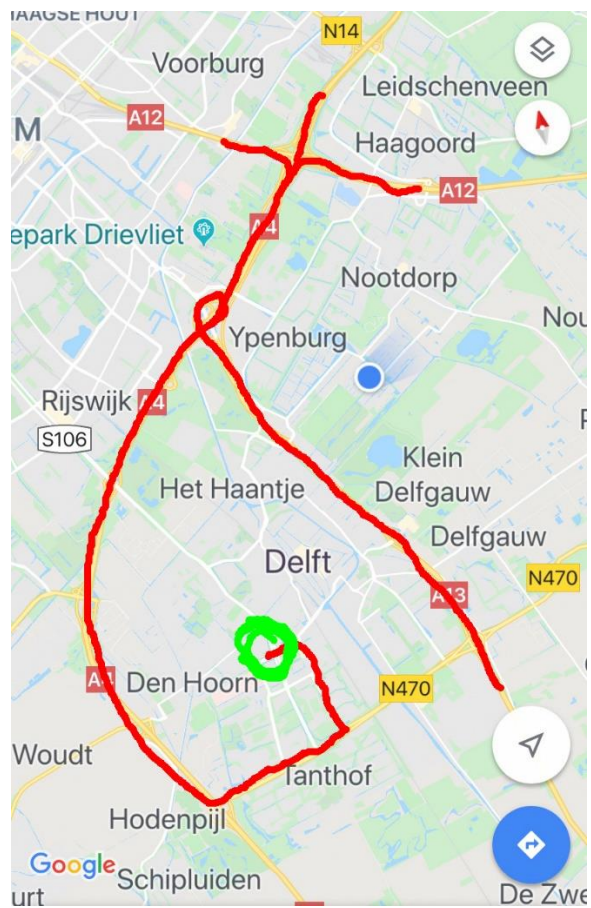 HAAGSE HOUT
N14
Voorburg
Leidschenveen
A12
M
Haagoord
A12
epark Drievliet
A4
Nootdorp
Nou
Ypenburg
Rijswijk
A4
S106
Klein
Delfgauw
Het Haantje
Delfgauw
Delft
N470
A13
A4
Den Hoorn
N470
Woudt
Tanthof
Hodenpijl
Google
Schipluiden
urt
De Zwe